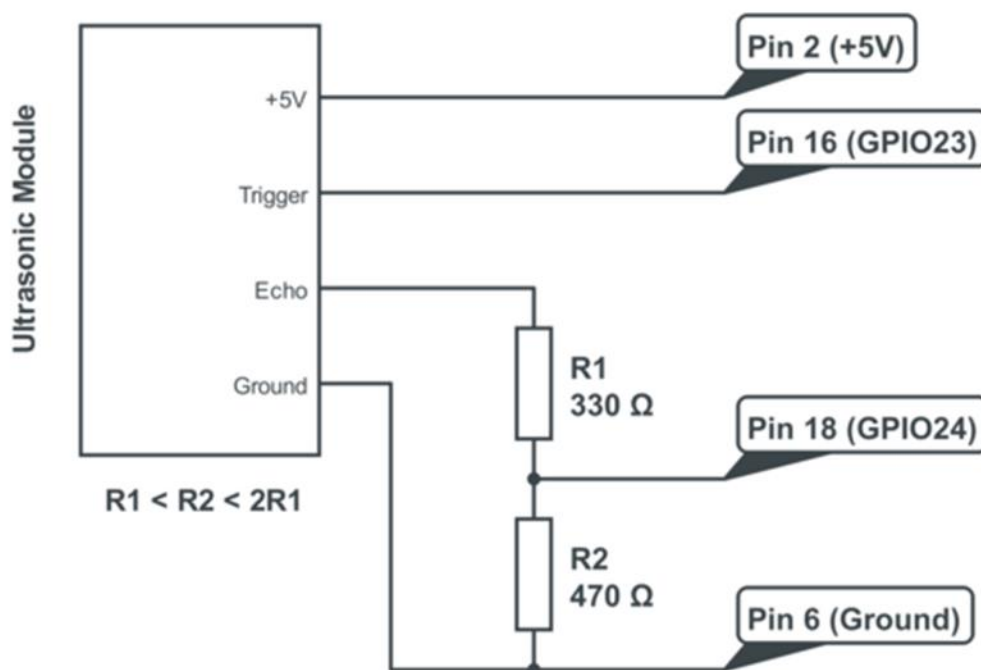 Ultrasonic Module
+5V
Trigger
Echo
Ground
R1 < R2 < 2R1
R1
330 Ω
R2
470 Ω
Pin 2 (+5V)
Pin 16 (GPIO23)
Pin 18 (GPIO24)
Pin 6 (Ground)